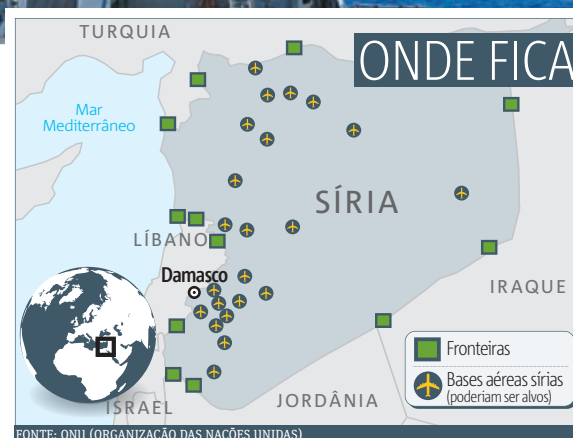 TURQUIA
ONDE FICA
Mar
Mediterrâneo
SÍRIA
LÍBANO
Damasco
IRAQUE
Fronteiras
Bases aéreas sírias
(poderiam ser alvos)
ISRAEL
JORDÂNIA
FONTE: ONU (ORGANIZAÇÃO DAS NAÇÕES UNIDAS)